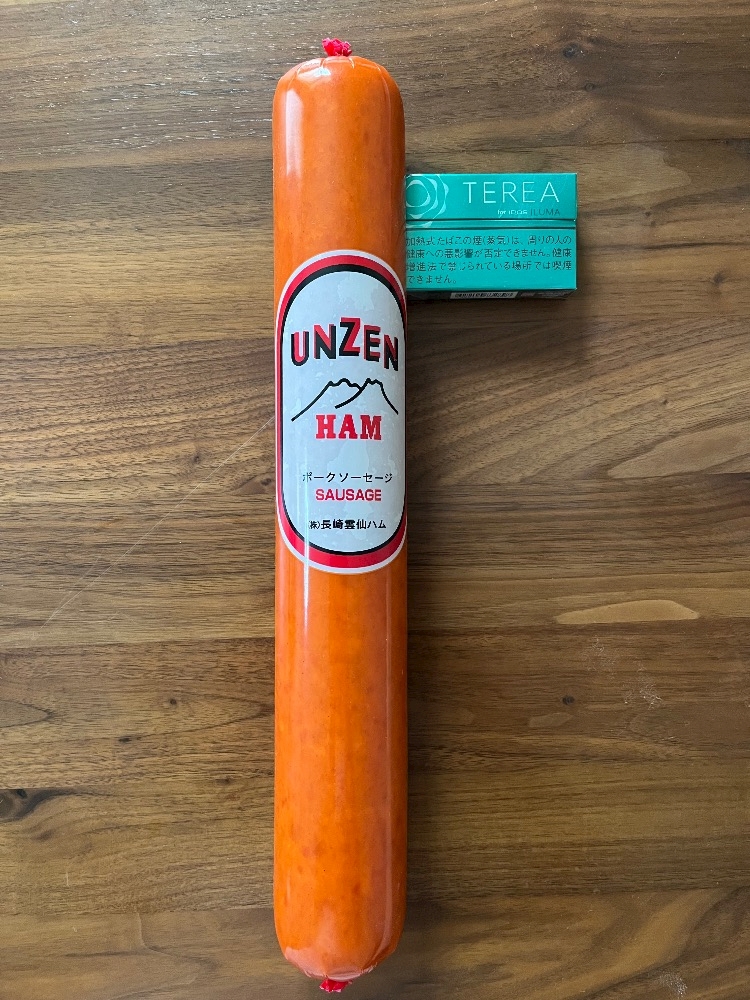 UNZEN
HAM
ポークソーセージ
SAUSAGE
㈱長崎雲仙ハム
TEREA
for IQOS ILUMA
加熱式たばこの煙(蒸気)は、周りの人の
健康への悪影響が否定できません。健康
増進法で禁じられている場所では喫煙
できません。